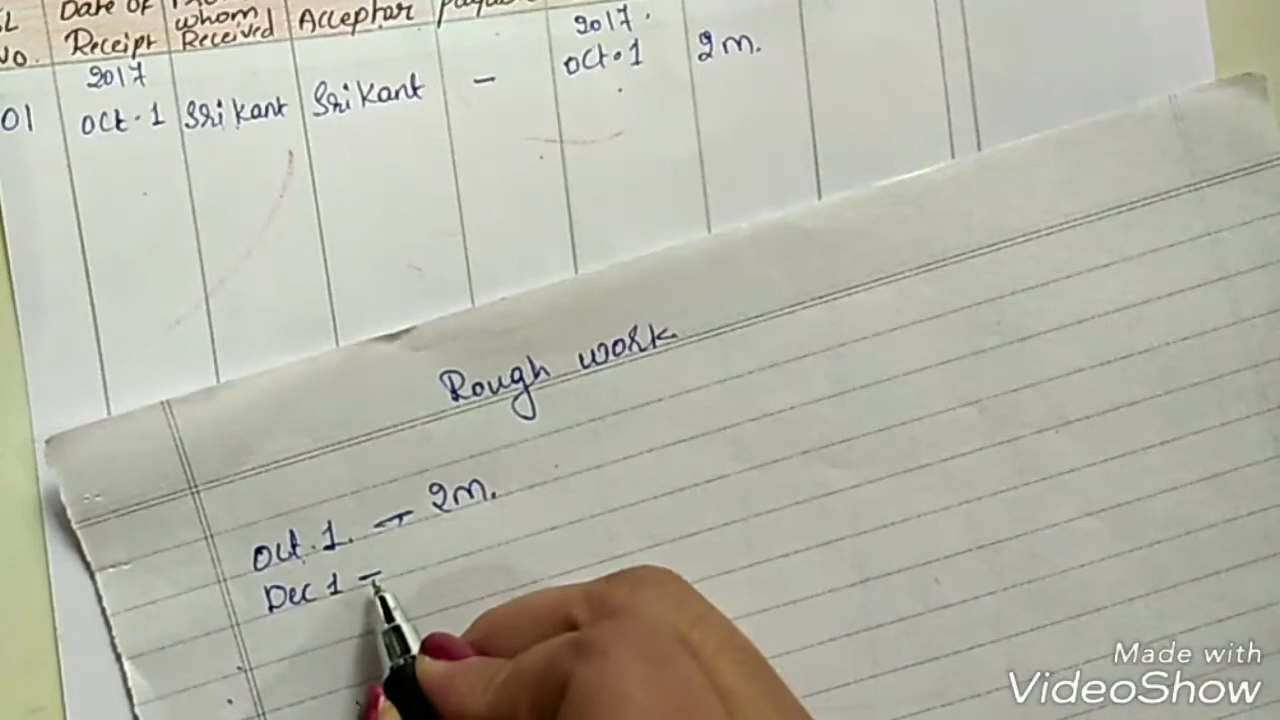 Date of
whom Acceptor
No. Receipt Received
2017 2017.
01 Oct.1 Srikant Srikant - Oct.1 2m.
Rough work
Oct.1. - 2m.
Dec 1 -
Made with
VideoShow